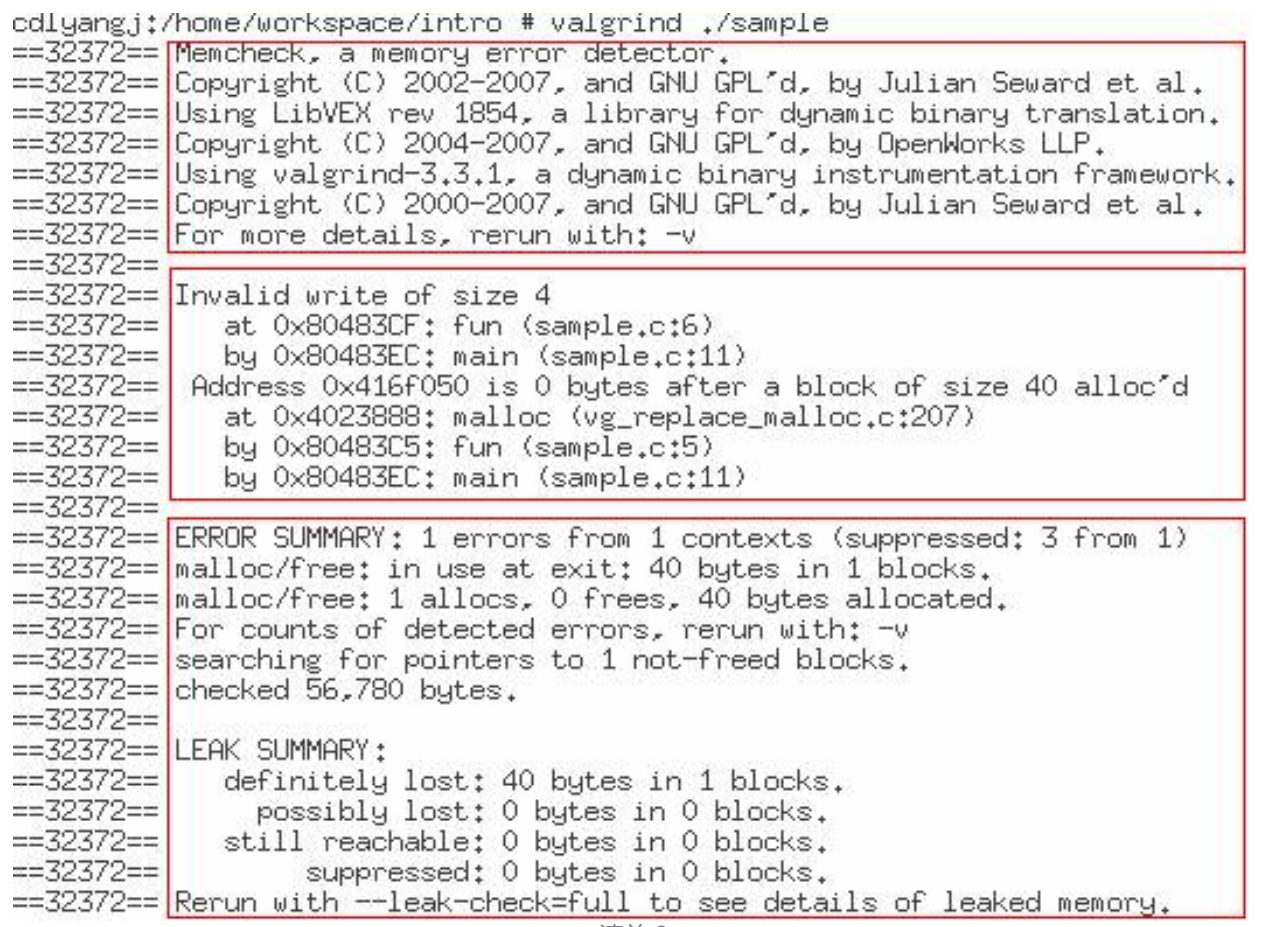 cdlyangj:/home/workspace/intro # valgrind ./sample
==32372== Memcheck, a memory error detector.
==32372== Copyright (C) 2002-2007, and GNU GPL'd, by Julian Seward et al.
==32372== Using LibVEX rev 1854, a library for dynamic binary translation.
==32372== Copyright (C) 2004-2007, and GNU GPL'd, by OpenWorks LLP.
==32372== Using valgrind-3.3.1, a dynamic binary instrumentation framework.
==32372== Copyright (C) 2000-2007, and GNU GPL'd, by Julian Seward et al.
==32372== For more details, rerun with: -v
==32372==
==32372== Invalid write of size 4
==32372==    at 0x80483CF: fun (sample.c:6)
==32372==    by 0x80483EC: main (sample.c:11)
==32372==  Address 0x416f050 is 0 bytes after a block of size 40 alloc'd
==32372==    at 0x4023888: malloc (vg_replace_malloc.c:207)
==32372==    by 0x80483C5: fun (sample.c:5)
==32372==    by 0x80483EC: main (sample.c:11)
==32372==
==32372== ERROR SUMMARY: 1 errors from 1 contexts (suppressed: 3 from 1)
==32372== malloc/free: in use at exit: 40 bytes in 1 blocks.
==32372== malloc/free: 1 allocs, 0 frees, 40 bytes allocated.
==32372== For counts of detected errors, rerun with: -v
==32372== searching for pointers to 1 not-freed blocks.
==32372== checked 56,780 bytes.
==32372==
==32372== LEAK SUMMARY:
==32372==    definitely lost: 40 bytes in 1 blocks.
==32372==      possibly lost: 0 bytes in 0 blocks.
==32372==    still reachable: 0 bytes in 0 blocks.
==32372==         suppressed: 0 bytes in 0 blocks.
==32372== Rerun with --leak-check=full to see details of leaked memory.